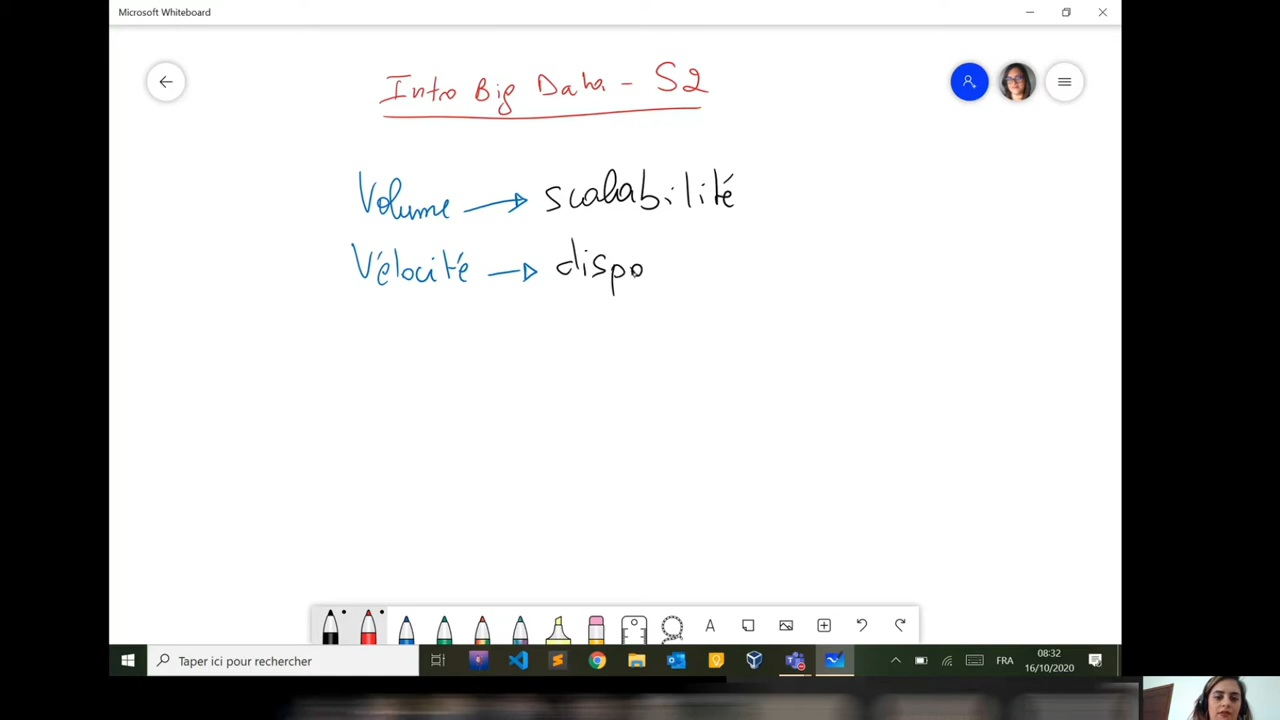 Microsoft Whiteboard
Intro Big Data - S2
Volume → scalabilité
Vélocité → dispo
A
Taper ici pour rechercher
FRA
08:32
16/10/2020